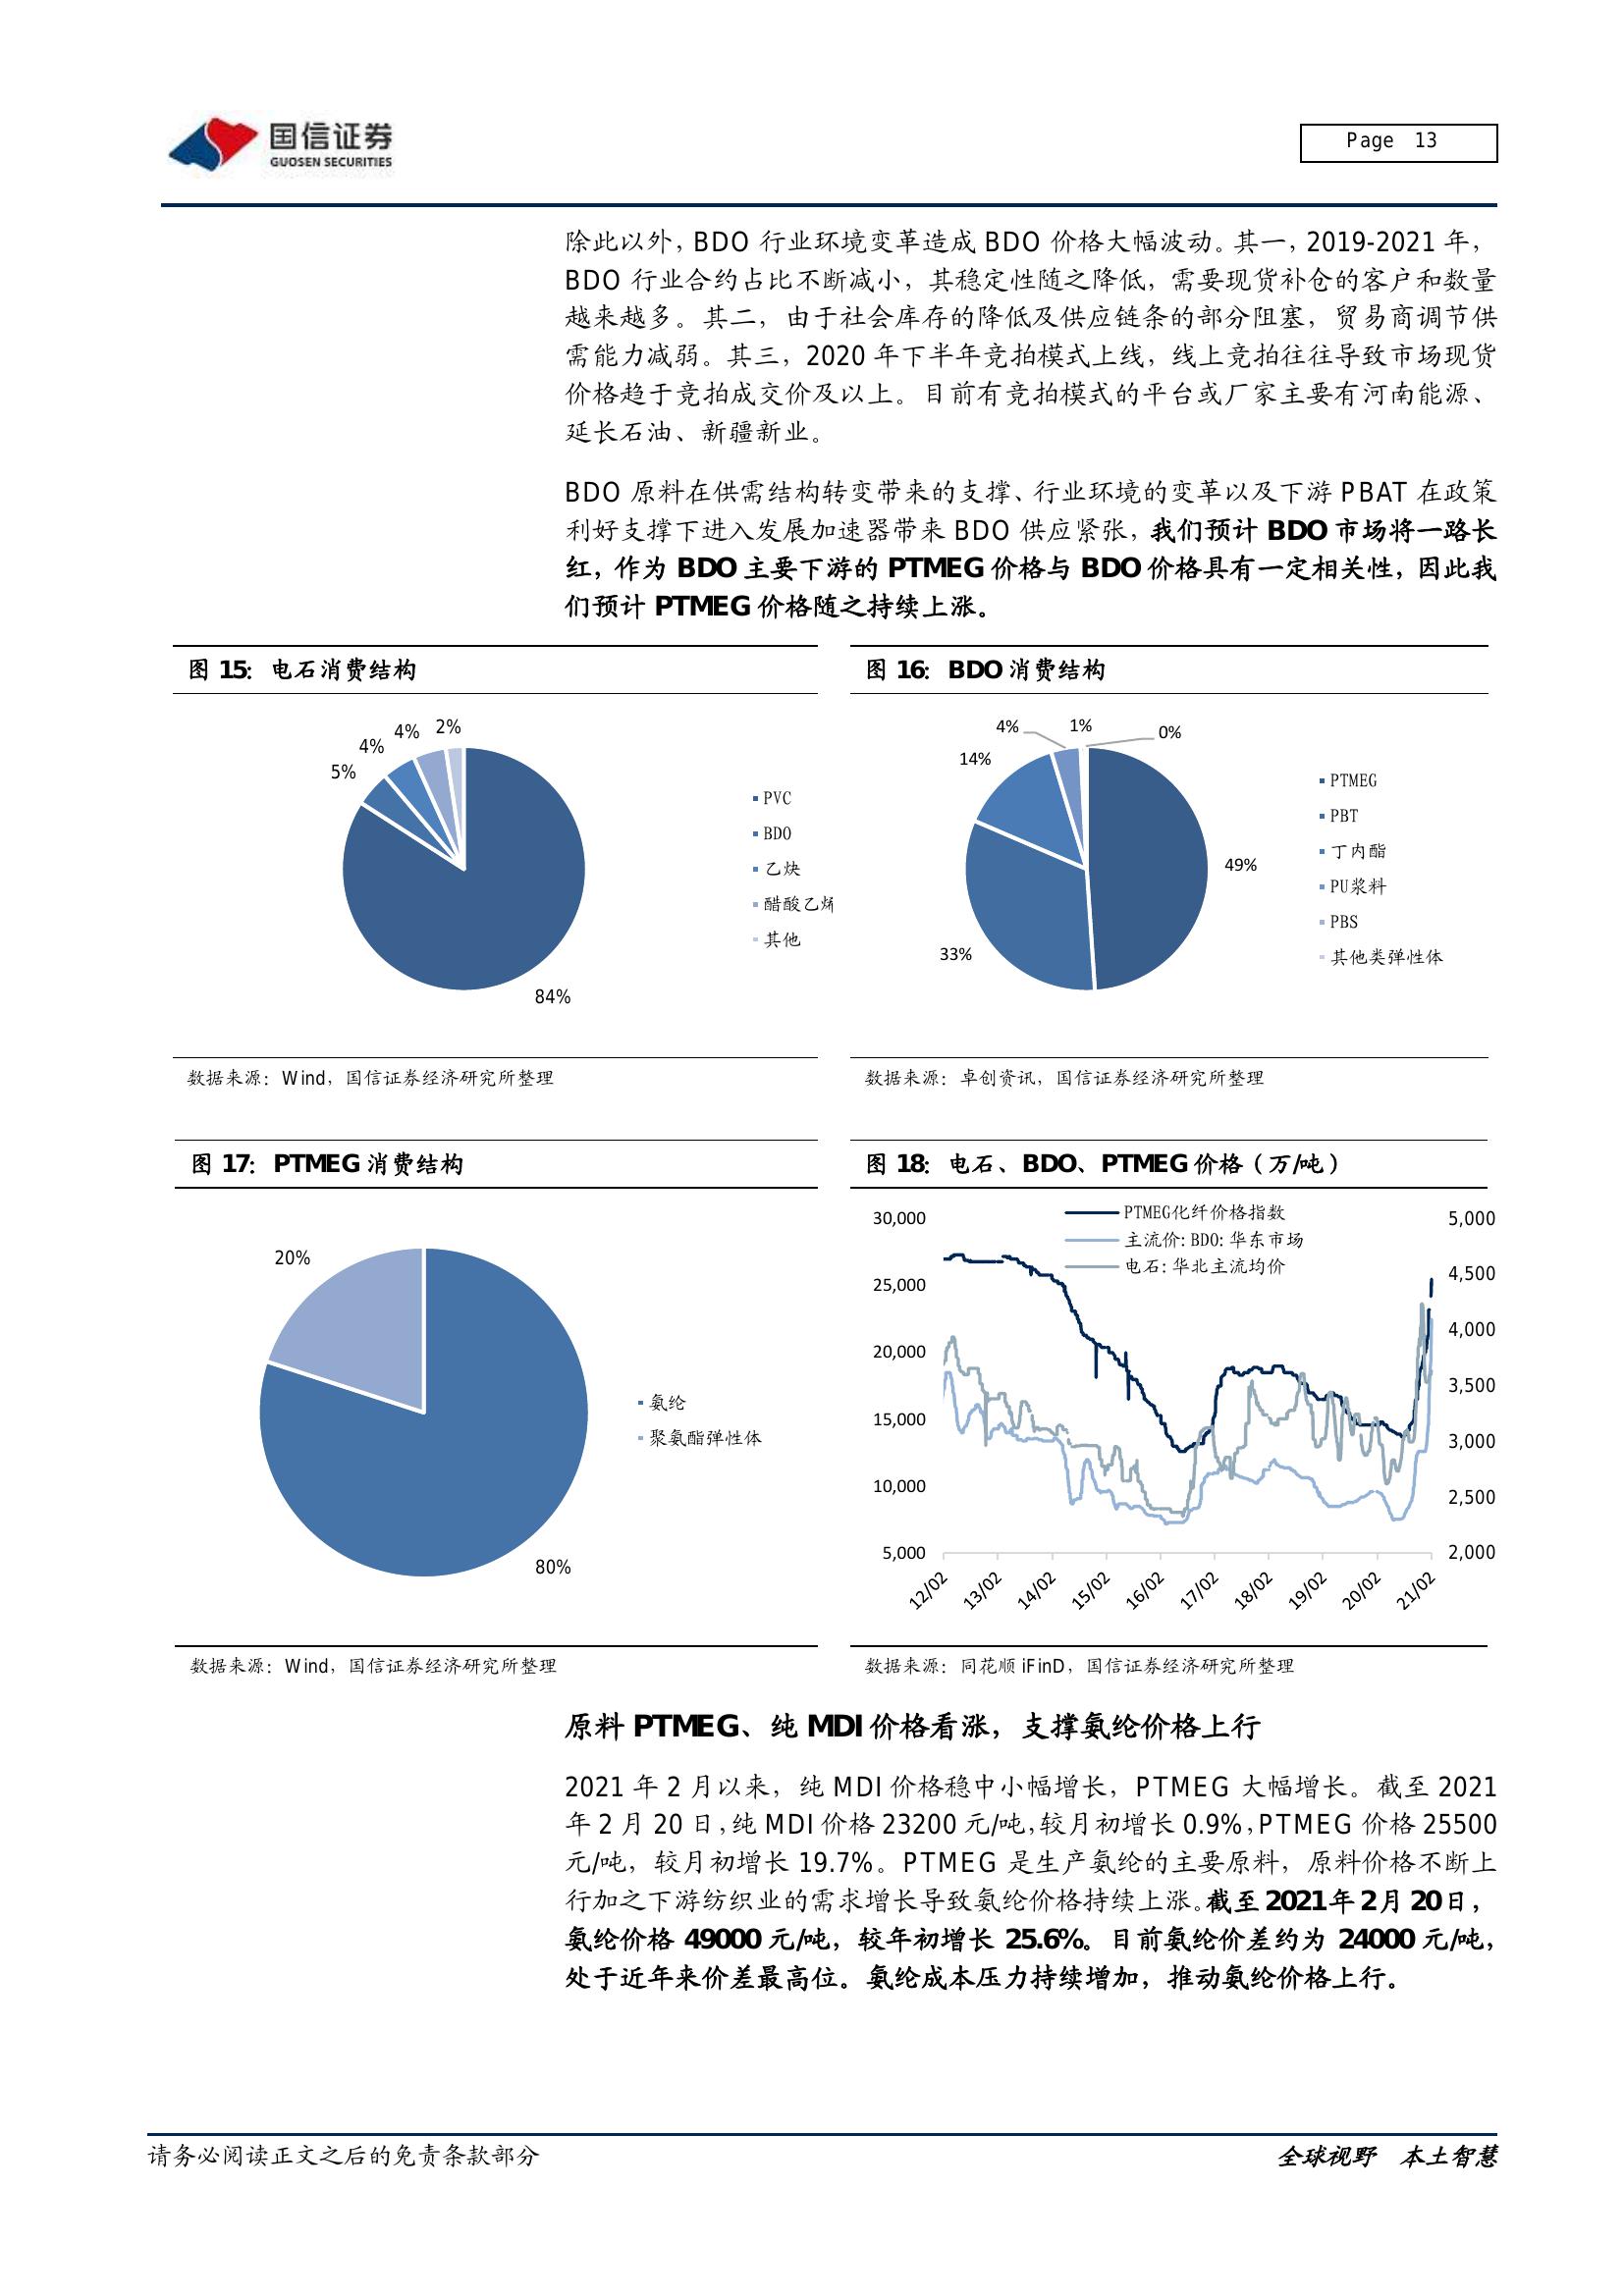 国信证券
GUOSEN SECURITIES
Page 13
除此以外，BDO 行业环境变革造成 BDO 价格大幅波动。其一，2019-2021 年，
BDO 行业合约占比不断减小，其稳定性随之降低，需要现货补仓的客户和数量
越来越多。其二，由于社会库存的降低及供应链条的部分阻塞，贸易商调节供
需能力减弱。其三，2020 年下半年竞拍模式上线，线上竞拍往往导致市场现货
价格趋于竞拍成交价及以上。目前有竞拍模式的平台或厂家主要有河南能源、
延长石油、新疆新业。
BDO 原料在供需结构转变带来的支撑、行业环境的变革以及下游 PBAT 在政策
利好支撑下进入发展加速器带来 BDO 供应紧张，我们预计 BDO 市场将一路长
红，作为 BDO 主要下游的 PTMEG 价格与 BDO 价格具有一定相关性，因此我
们预计 PTMEG 价格随之持续上涨。
图 15：电石消费结构
2%
4%
4%
5%
84%
PVC
BDO
乙炔
醋酸乙烯
其他
数据来源：Wind，国信证券经济研究所整理
图 16：BDO 消费结构
4%
1%
0%
14%
49%
33%
PTMEG
PBT
丁内酯
PU浆料
PBS
其他类弹性体
数据来源：卓创资讯，国信证券经济研究所整理
图 17：PTMEG 消费结构
20%
80%
氨纶
聚氨酯弹性体
数据来源：Wind，国信证券经济研究所整理
图 18：电石、BDO、PTMEG 价格（万/吨）
PTMEG化纤价格指数
主流价:BDO:华东市场
电石:华北主流均价
30,000
25,000
20,000
15,000
10,000
5,000
5,000
4,500
4,000
3,500
3,000
2,500
2,000
12/02
13/02
14/02
15/02
16/02
17/02
18/02
19/02
20/02
21/02
数据来源：同花顺 iFinD，国信证券经济研究所整理
原料 PTMEG、纯 MDI 价格看涨，支撑氨纶价格上行
2021 年 2 月以来，纯 MDI 价格稳中小幅增长，PTMEG 大幅增长。截至 2021
年 2 月 20 日，纯 MDI 价格 23200 元/吨，较月初增长 0.9%，PTMEG 价格 25500
元/吨，较月初增长 19.7%。PTMEG 是生产氨纶的主要原料，原料价格不断上
行加之下游纺织业的需求增长导致氨纶价格持续上涨。截至 2021 年 2 月 20 日，
氨纶价格 49000 元/吨，较年初增长 25.6%。目前氨纶价差约为 24000 元/吨，
处于近年来价差最高位。氨纶成本压力持续增加，推动氨纶价格上行。
请务必阅读正文之后的免责条款部分
全球视野 本土智慧